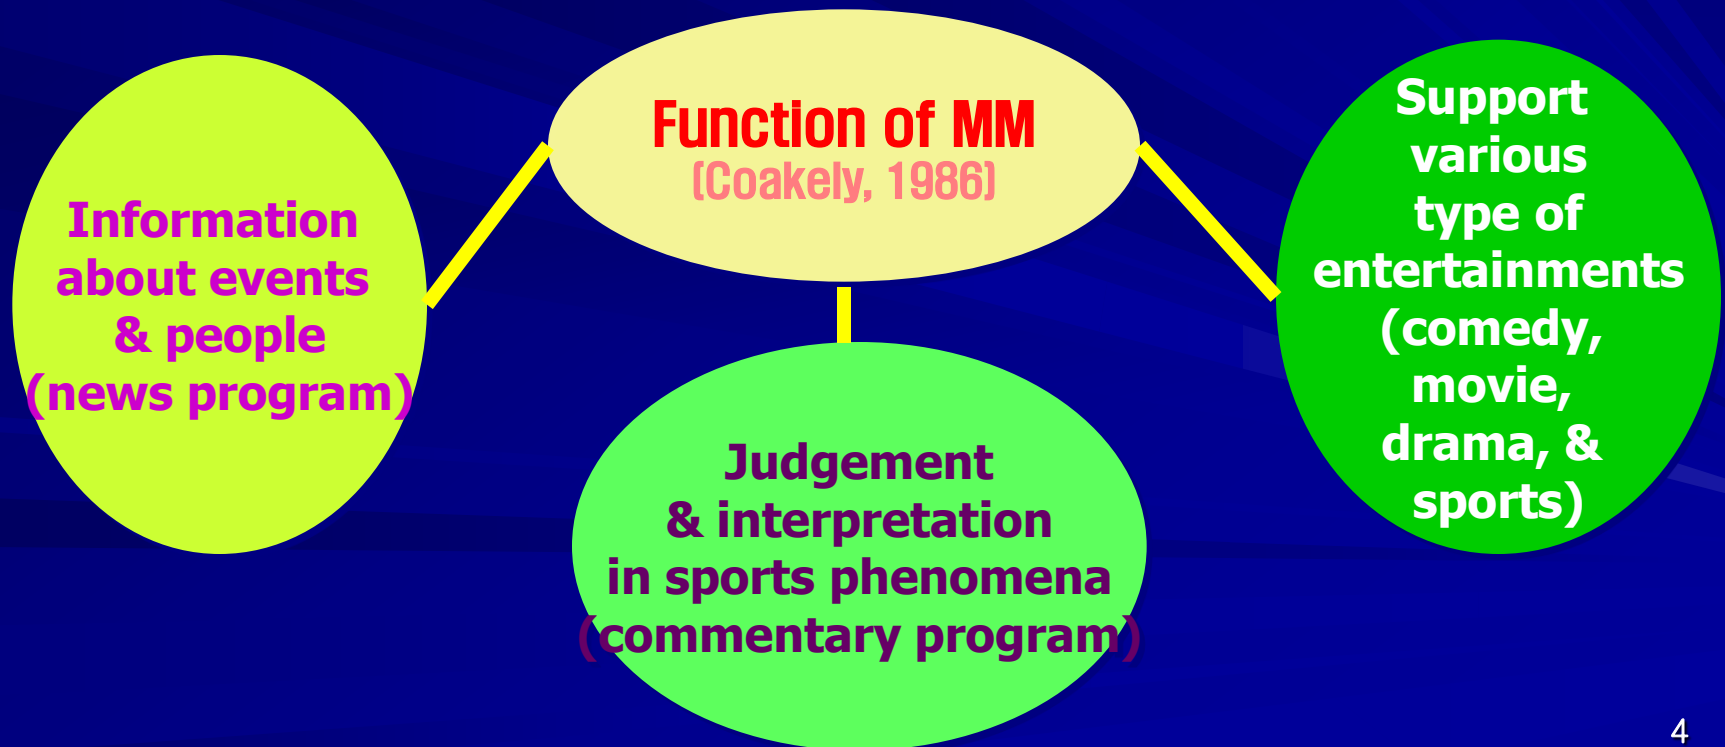 Function of MM
(Coakely, 1986)
Information
about events
& people
(news program)
Judgement
& interpretation
in sports phenomena
(commentary program)
Support
various
type of
entertainments
(comedy,
movie,
drama, &
sports)
4